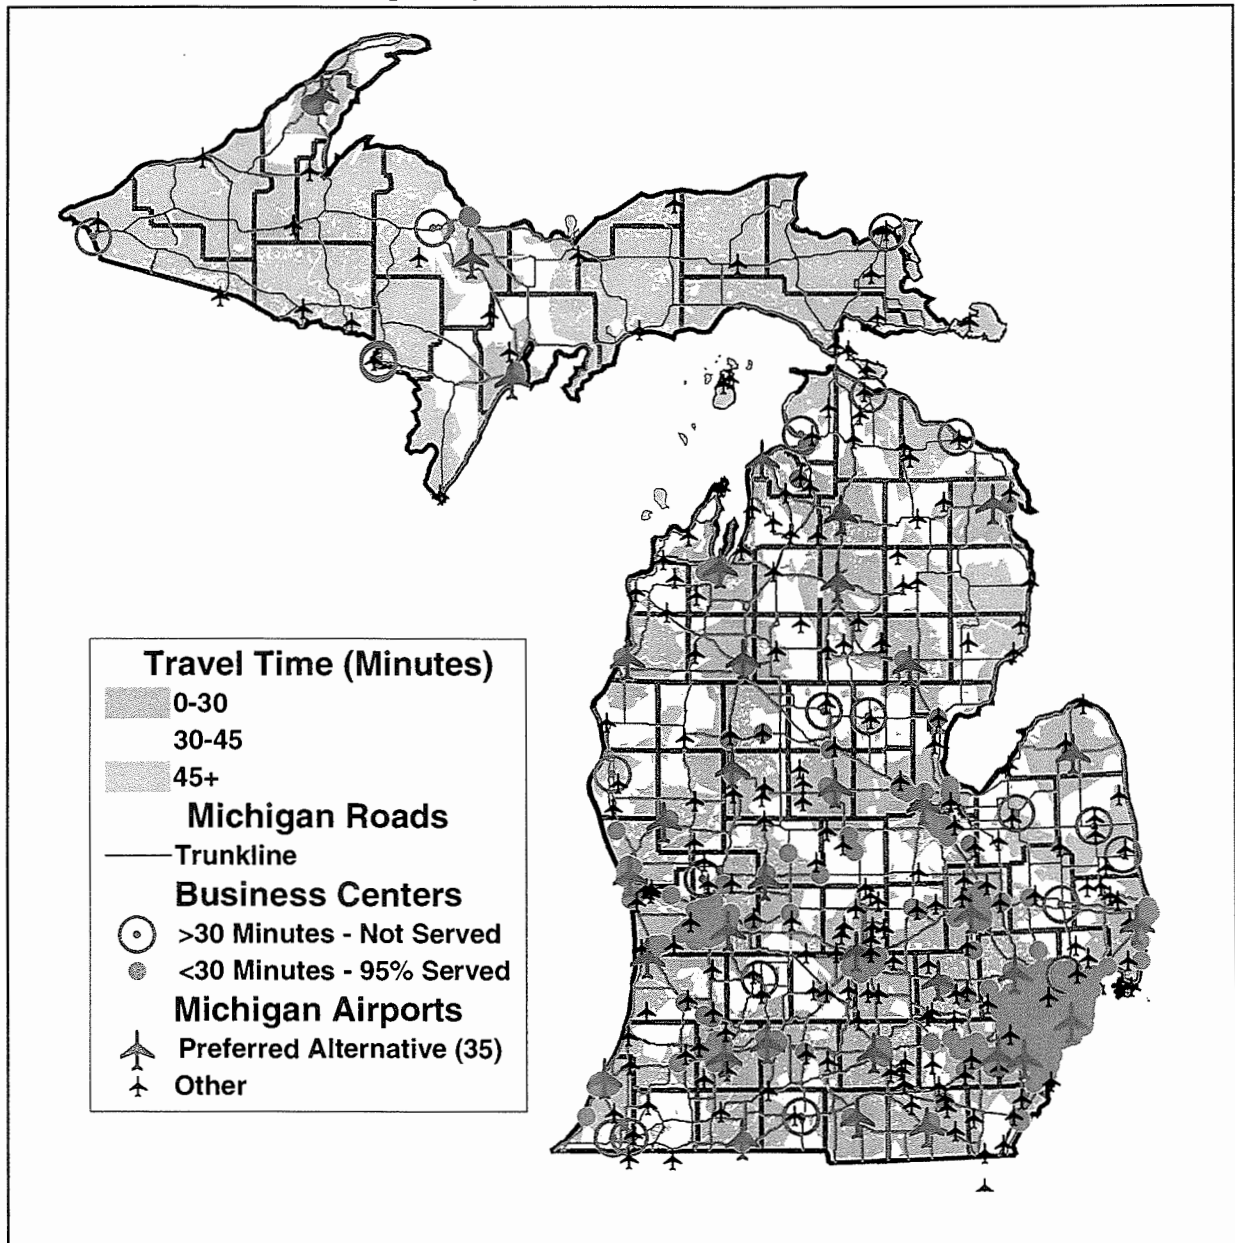 Travel Time (Minutes)
0-30
30-45
45+
Michigan Roads
Trunkline
Business Centers
>30 Minutes - Not Served
<30 Minutes - 95% Served
Michigan Airports
Preferred Alternative (35)
Other